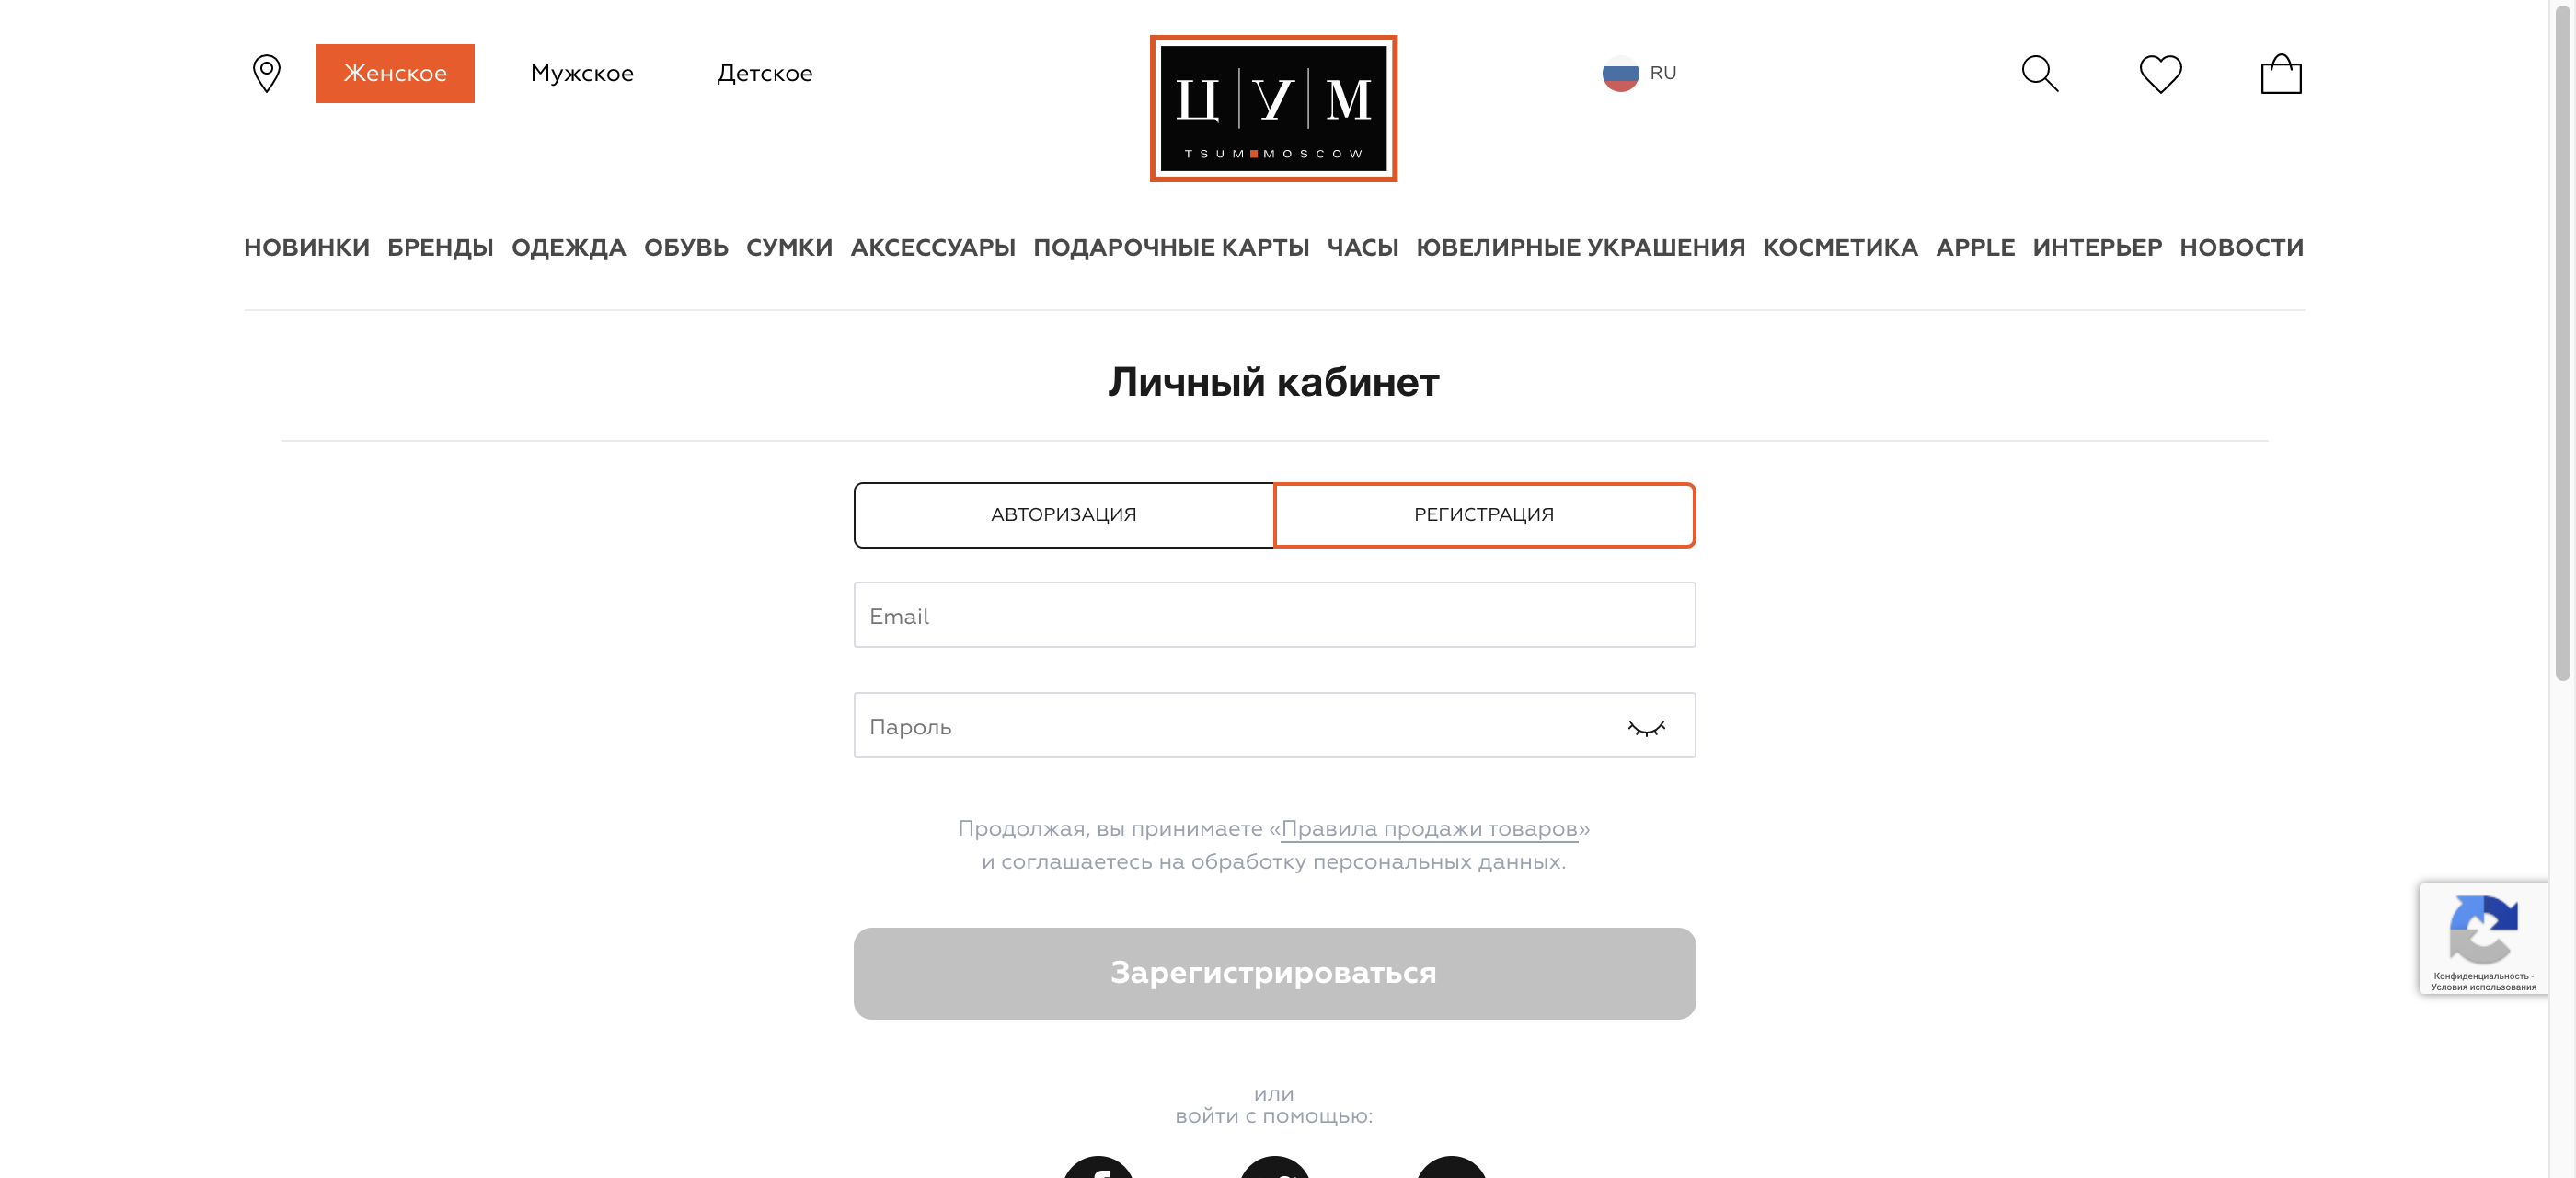 Женское Мужское Детское
Ц У М
TSUM MOSCOW
RU
НОВИНКИ БРЕНДЫ ОДЕЖДА ОБУВЬ СУМКИ АКСЕССУАРЫ ПОДАРОЧНЫЕ КАРТЫ ЧАСЫ ЮВЕЛИРНЫЕ УКРАШЕНИЯ КОСМЕТИКА APPLE ИНТЕРЬЕР НОВОСТИ
Личный кабинет
АВТОРИЗАЦИЯ РЕГИСТРАЦИЯ
Email
Пароль
Продолжая, вы принимаете «Правила продажи товаров»
и соглашаетесь на обработку персональных данных.
Зарегистрироваться
Конфиденциальность -
Условия использования
или
войти с помощью: